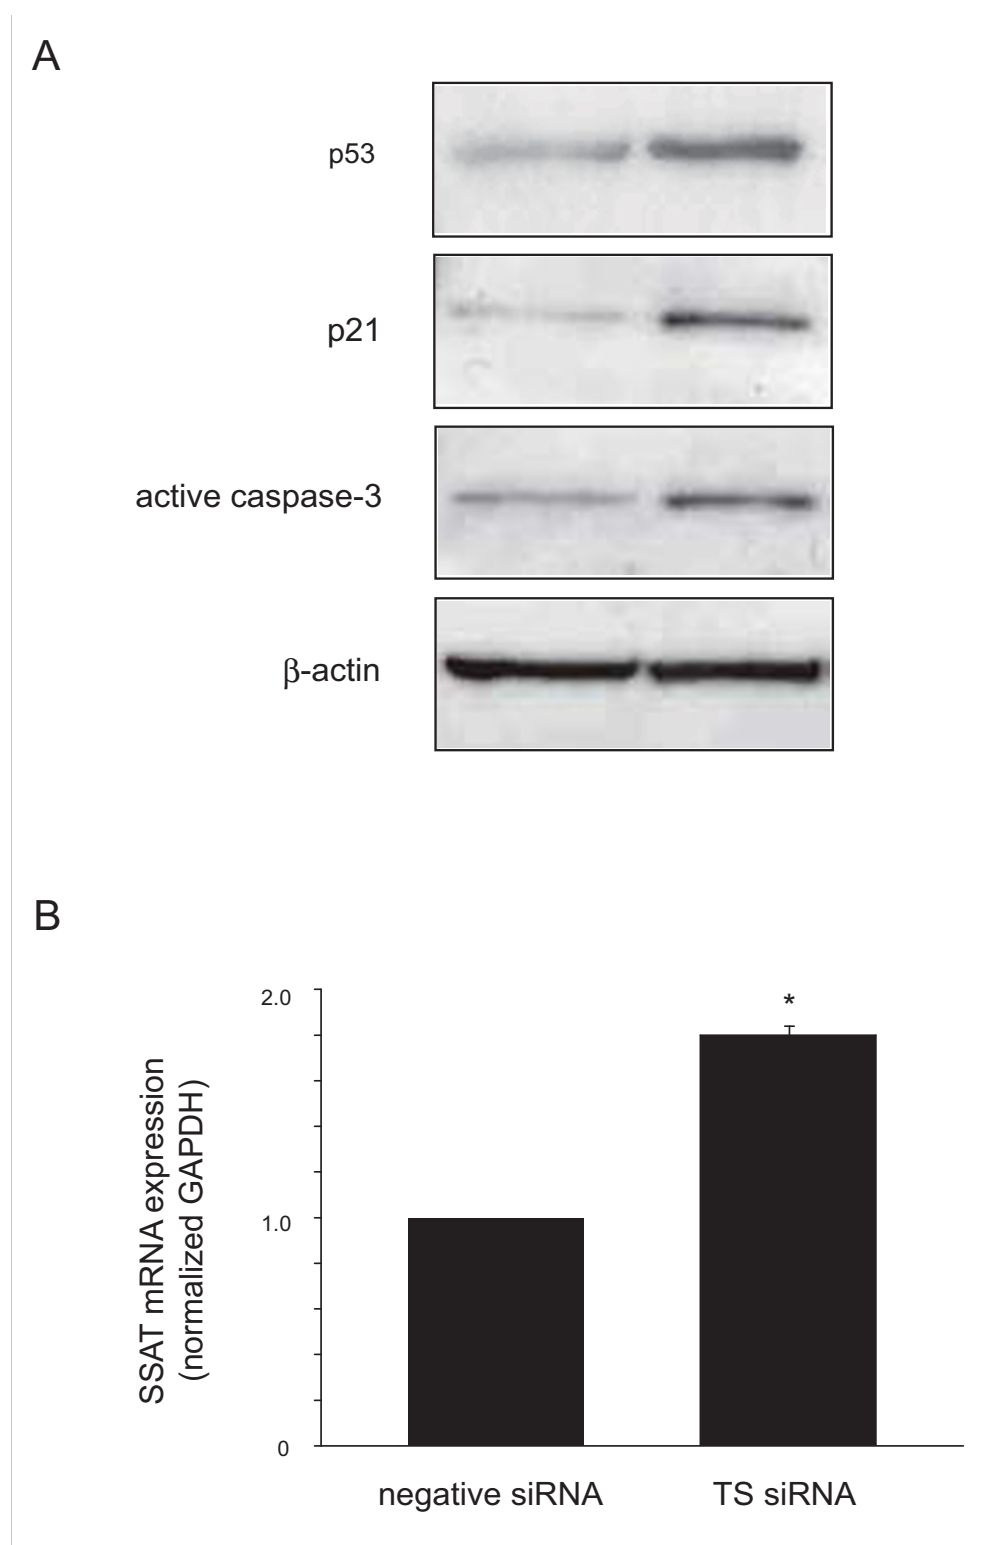 A
p53
p21
active caspase-3
β-actin
B
SSAT mRNA expression
(normalized GAPDH)
2.0
*
1.0
0
negative siRNA
TS siRNA